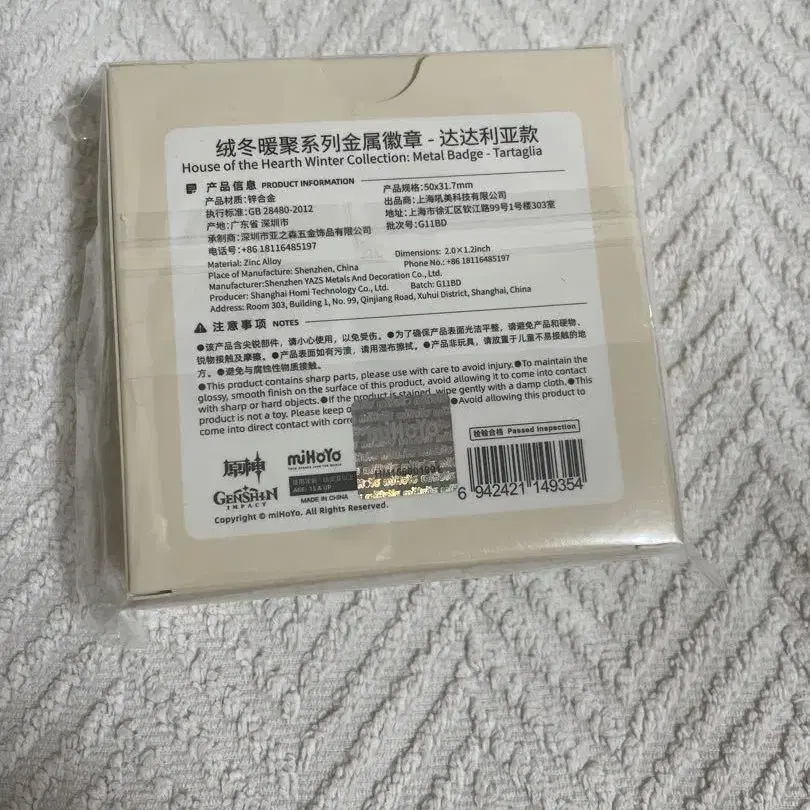 绒冬暖聚系列金属徽章 - 达达利亚款
House of the Hearth Winter Collection: Metal Badge - Tartaglia
产品信息 PRODUCT INFORMATION
产品材质:锌合金
执行标准:GB 28480-2012
产地:广东省 深圳市
承制商:深圳市亚之森五金饰品有限公司
电话号:+86 18116485197
产品规格:50x31.7mm
出品商:上海吼美科技有限公司
地址:上海市徐汇区钦江路99号1号楼303室
批次号:G11BD
Material: Zinc Alloy
Dimensions: 2.0×1.2inch
Place of Manufacture: Shenzhen, China
Phone No.: +86 18116485197
Manufacturer:Shenzhen YAZS Metals And Decoration Co., Ltd.
Producer: Shanghai Homi Technology Co., Ltd.
Batch: G11BD
Address: Room 303, Building 1, No. 99, Qinjiang Road, Xuhui District, Shanghai, China
注意事项 NOTES
●该产品含尖锐部件,请小心使用,以免受伤。●为了确保产品表面光洁平整,请避免产品和硬物、
锐物接触及摩擦。●产品表面如有污渍,请用湿布擦拭。●产品非玩具,请放置于儿童不易接触的地
方。●避免与腐蚀性物质接触。
●This product contains sharp parts, please use with care to avoid injury.●To maintain the
glossy, smooth finish on the surface of this product, avoid allowing it to come into contact
with sharp or hard objects.●If the product is stained, wipe gently with a damp cloth.●This
product is not a toy. Please keep o ●Avoid allowing this product to
come into direct contact with corro
miHoYo
检验合格 Passed Inspection
原神
GENSHIN
IMPACT
miHoYo
TECH OTAKUS SAVE THE WORLD
AGE: 15 & UP
MADE IN CHINA
6 942421 149354
Copyright © miHoYo. All Rights Reserved.